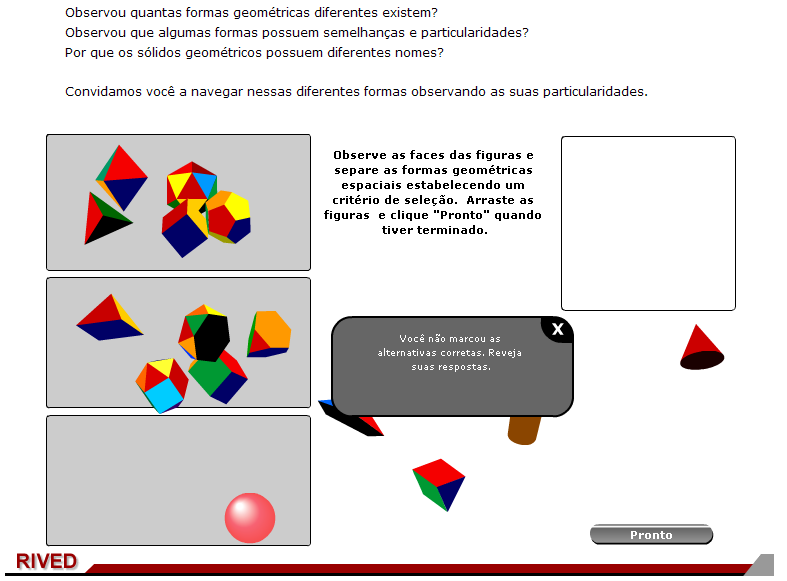 Observou quantas formas geométricas diferentes existem?
Observou que algumas formas possuem semelhanças e particularidades?
Por que os sólidos geométricos possuem diferentes nomes?
Convidamos você a navegar nessas diferentes formas observando as suas particularidades.
Observe as faces das figuras e
separe as formas geométricas
espaciais estabelecendo um
critério de seleção. Arraste as
figuras e clique "Pronto" quando
tiver terminado.
X
Você não marcou as
alternativas corretas. Reveja
suas respostas.
Pronto
RIVED